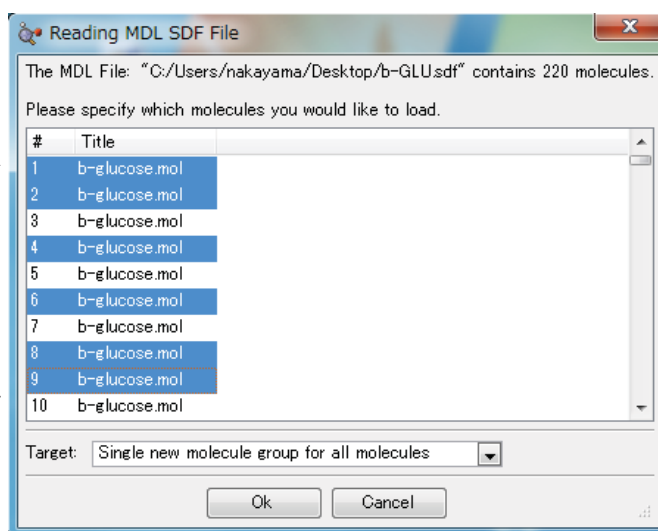 Reading MDL SDF File
The MDL File: "C:/Users/nakayama/Desktop/b-GLU.sdf" contains 220 molecules.
Please specify which molecules you would like to load.
# Title
1 b-glucose.mol
2 b-glucose.mol
3 b-glucose.mol
4 b-glucose.mol
5 b-glucose.mol
6 b-glucose.mol
7 b-glucose.mol
8 b-glucose.mol
9 b-glucose.mol
10 b-glucose.mol
Target: Single new molecule group for all molecules
Ok Cancel